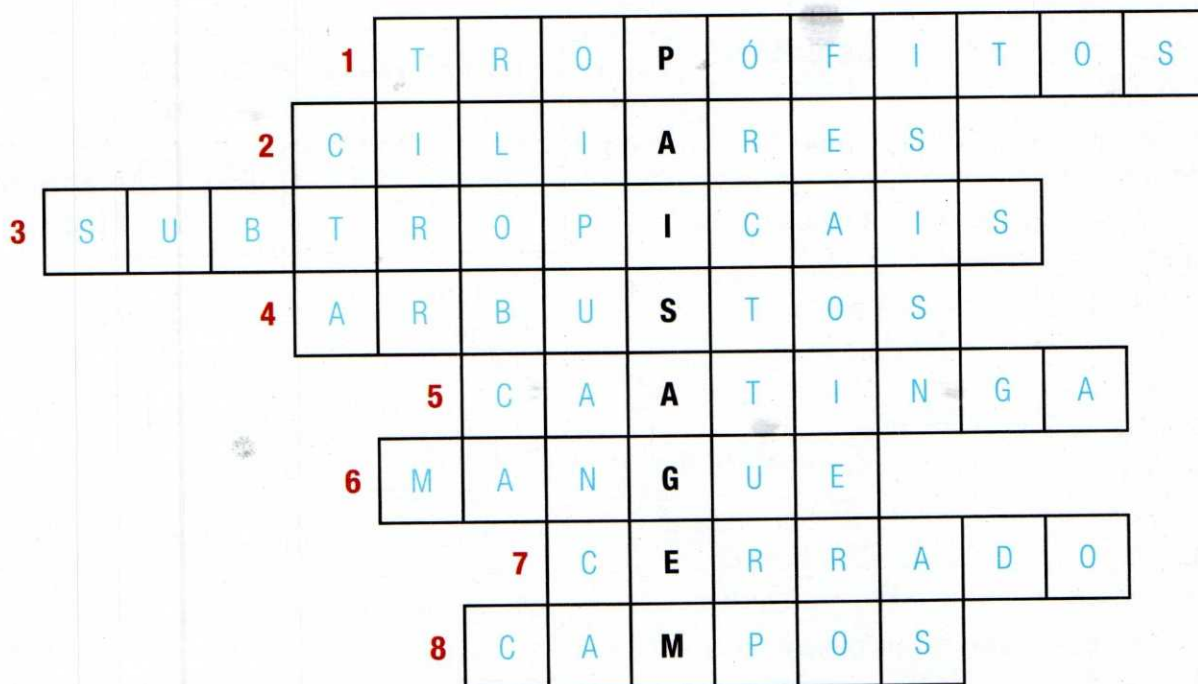 1 TROPÓFITOS
2 CILIARES
3 SUBTROPICAIS
4 ARBUSTOS
5 CAATINGA
6 MANGUE
7 CERRADO
8 CAMPOS